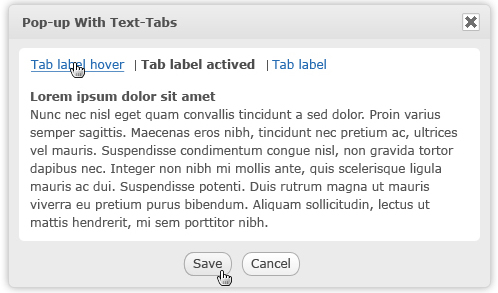 Pop-up With Text-Tabs
Tab label hover | Tab label actived | Tab label
Lorem ipsum dolor sit amet
Nunc nec nisl eget quam convallis tincidunt a sed dolor. Proin varius
semper sagittis. Maecenas eros nibh, tincidunt nec pretium ac, ultrices
vel mauris. Suspendisse condimentum congue nisl, non gravida tortor
dapibus nec. Integer non nibh mi mollis ante, quis scelerisque ligula
mauris ac dui. Suspendisse potenti. Duis rutrum magna ut mauris
viverra eu pretium purus bibendum. Aliquam sollicitudin, lectus ut
mattis hendrerit, mi sem porttitor nibh.
Save Cancel